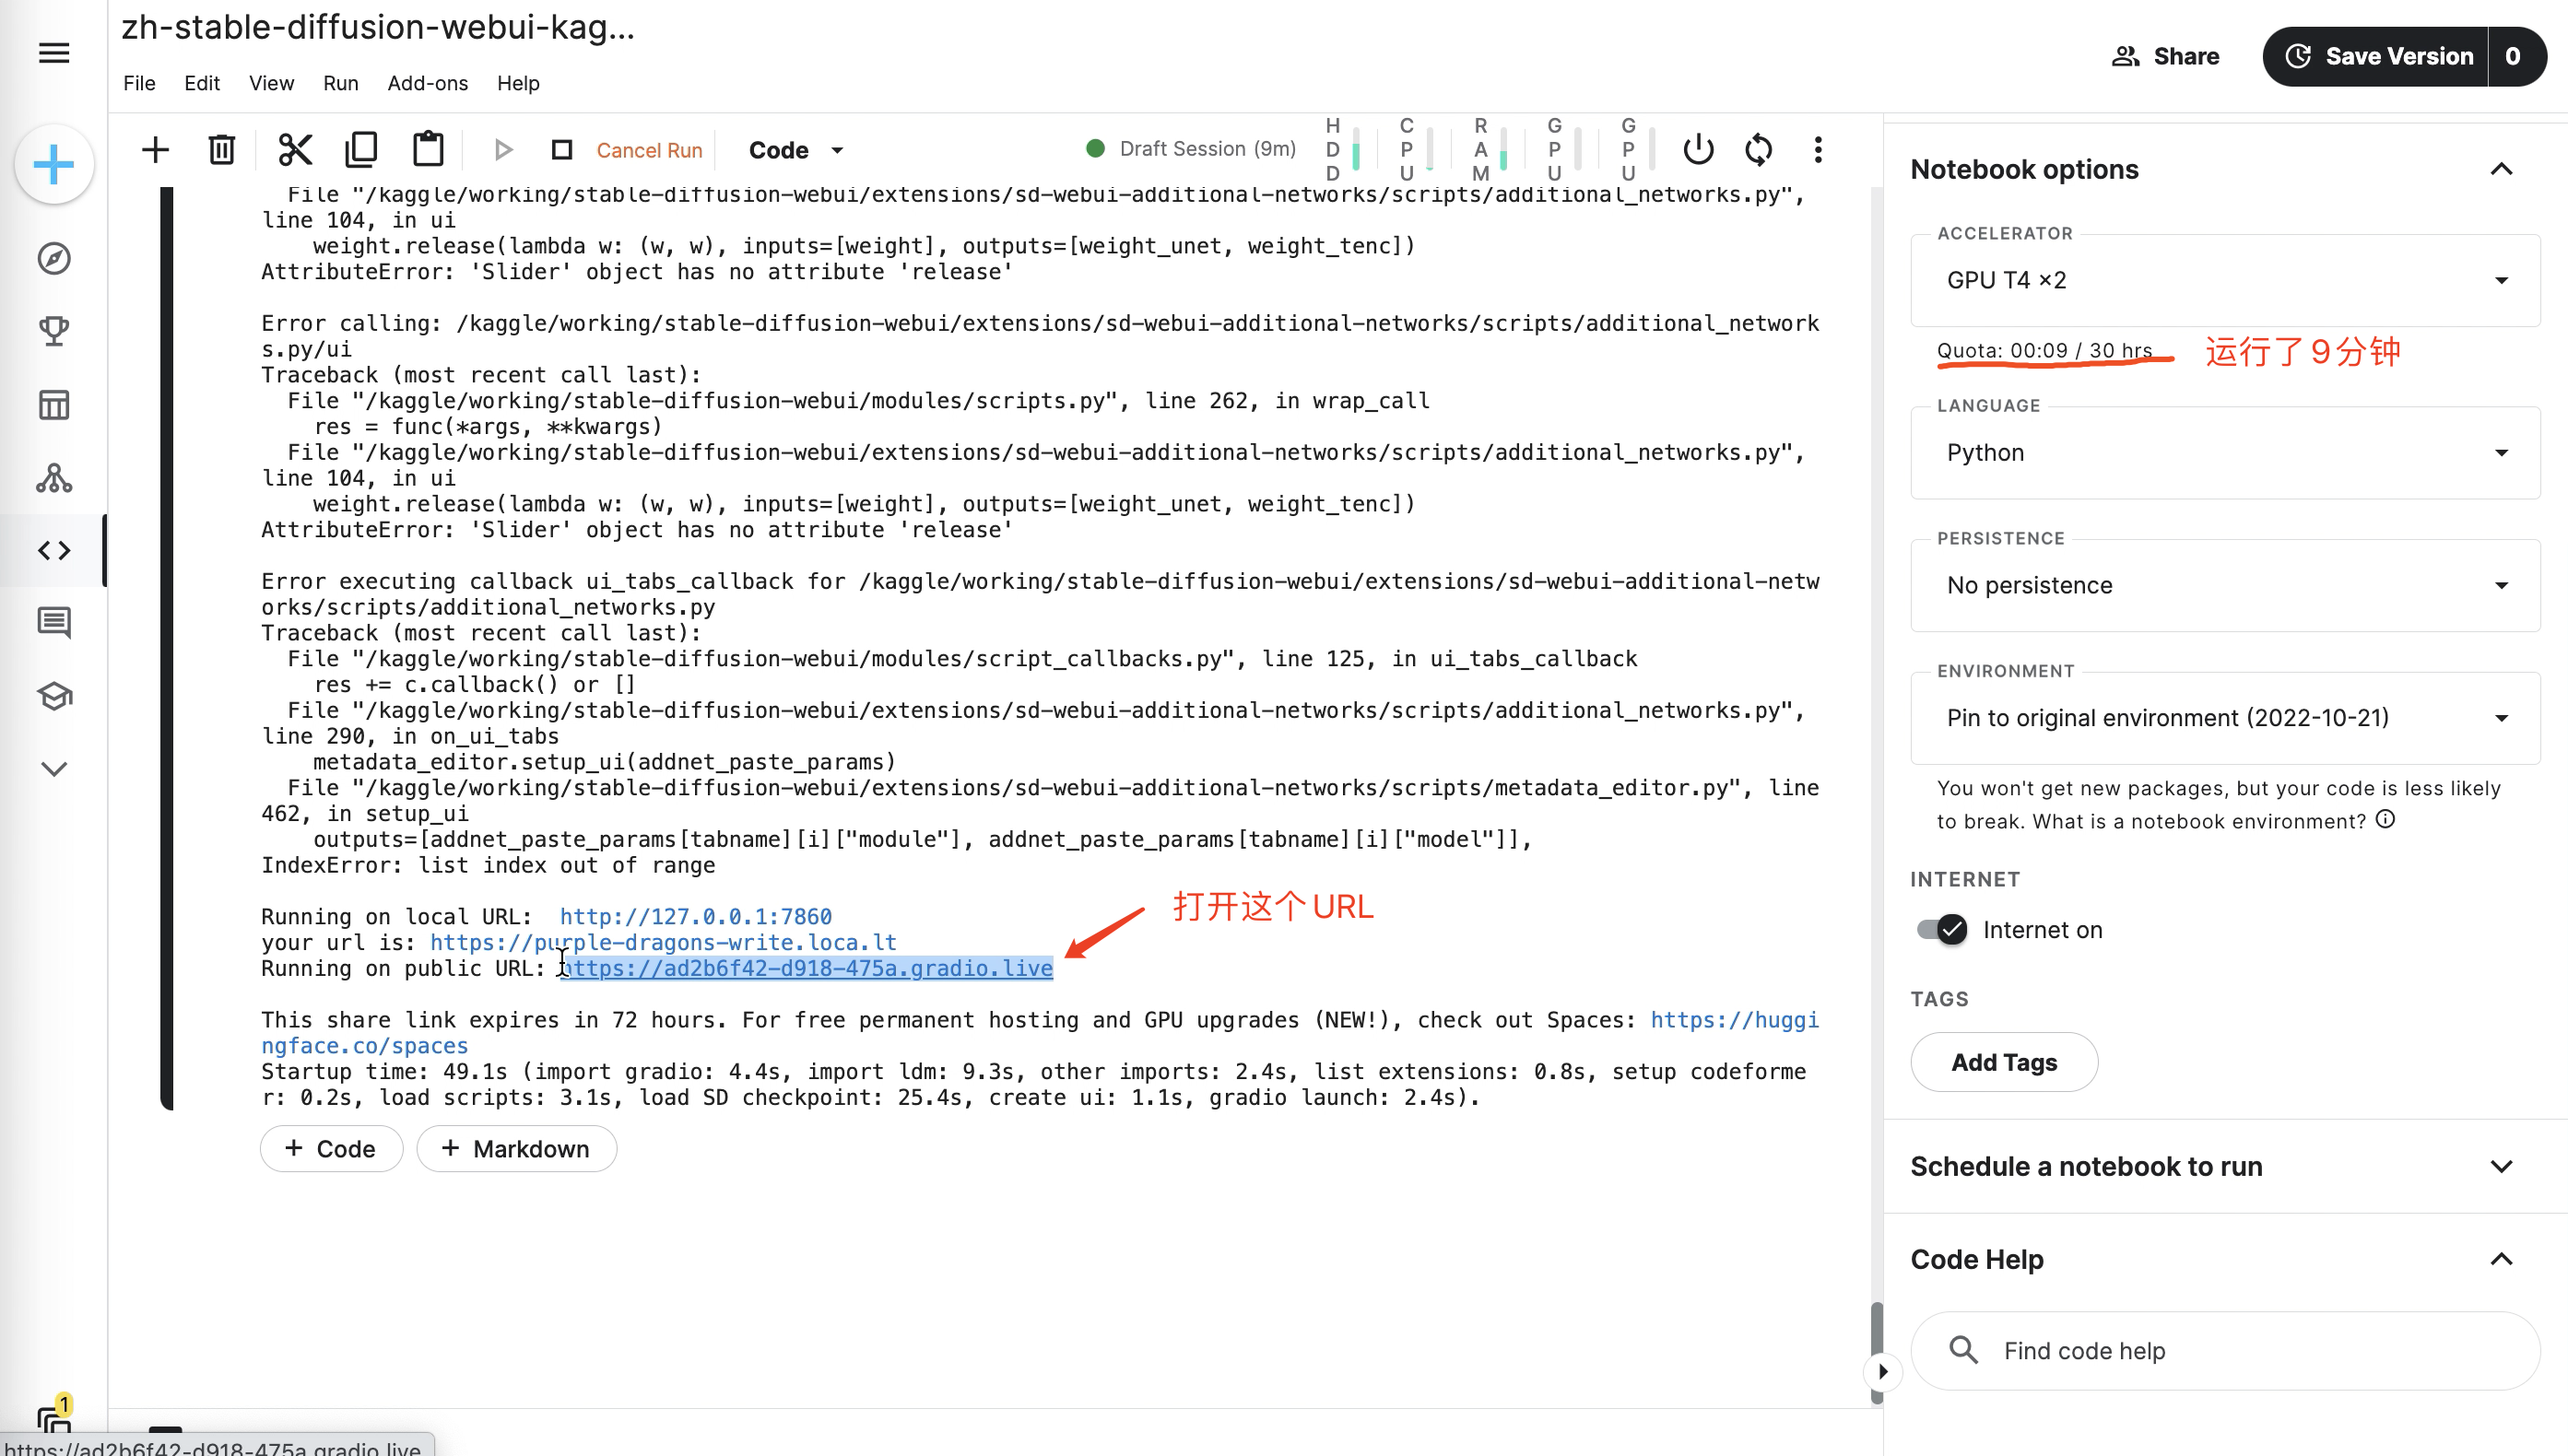 zh-stable-diffusion-webui-kag...
File Edit View Run Add-ons Help
Share
Save Version 0
Cancel Run
Code
Draft Session (9m)
HDD CPU RAM GPU GPU
File "/kaggle/working/stable-diffusion-webui/extensions/sd-webui-additional-networks/scripts/additional_networks.py",
line 104, in ui
weight.release(lambda w: (w, w), inputs=[weight], outputs=[weight_unet, weight_tenc])
AttributeError: 'Slider' object has no attribute 'release'
Error calling: /kaggle/working/stable-diffusion-webui/extensions/sd-webui-additional-networks/scripts/additional_network
s.py/ui
Traceback (most recent call last):
File "/kaggle/working/stable-diffusion-webui/modules/scripts.py", line 262, in wrap_call
res = func(*args, **kwargs)
File "/kaggle/working/stable-diffusion-webui/extensions/sd-webui-additional-networks/scripts/additional_networks.py",
line 104, in ui
weight.release(lambda w: (w, w), inputs=[weight], outputs=[weight_unet, weight_tenc])
AttributeError: 'Slider' object has no attribute 'release'
Error executing callback ui_tabs_callback for /kaggle/working/stable-diffusion-webui/extensions/sd-webui-additional-netw
orks/scripts/additional_networks.py
Traceback (most recent call last):
File "/kaggle/working/stable-diffusion-webui/modules/script_callbacks.py", line 125, in ui_tabs_callback
res += c.callback() or []
File "/kaggle/working/stable-diffusion-webui/extensions/sd-webui-additional-networks/scripts/additional_networks.py",
line 290, in on_ui_tabs
metadata_editor.setup_ui(addnet_paste_params)
File "/kaggle/working/stable-diffusion-webui/extensions/sd-webui-additional-networks/scripts/metadata_editor.py", line
462, in setup_ui
outputs=[addnet_paste_params[tabname][i]["module"], addnet_paste_params[tabname][i]["model"]],
IndexError: list index out of range
打开这个 URL
Running on local URL: http://127.0.0.1:7860
your url is: https://purple-dragons-write.loca.lt
Running on public URL: https://ad2b6f42-d918-475a.gradio.live
This share link expires in 72 hours. For free permanent hosting and GPU upgrades (NEW!), check out Spaces: https://huggi
ngface.co/spaces
Startup time: 49.1s (import gradio: 4.4s, import ldm: 9.3s, other imports: 2.4s, list extensions: 0.8s, setup codeforme
r: 0.2s, load scripts: 3.1s, load SD checkpoint: 25.4s, create ui: 1.1s, gradio launch: 2.4s).
+ Code + Markdown
Notebook options
ACCELERATOR
GPU T4 ×2
Quota: 00:09 / 30 hrs
运行了9分钟
LANGUAGE
Python
PERSISTENCE
No persistence
ENVIRONMENT
Pin to original environment (2022-10-21)
You won't get new packages, but your code is less likely
to break. What is a notebook environment?
INTERNET
Internet on
TAGS
Add Tags
Schedule a notebook to run
Code Help
Find code help
1
https://ad2b6f42-d918-475a.gradio.live